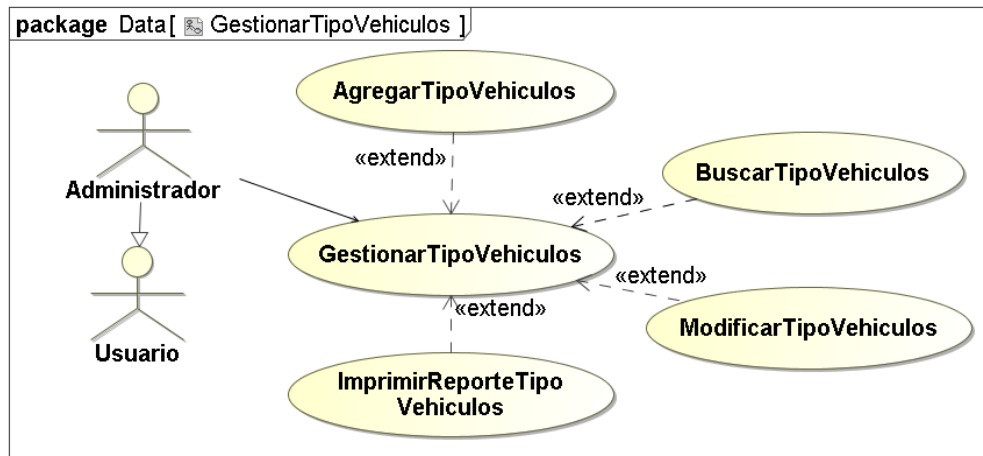 package Data[ GestionarTipoVehiculos ]
AgregarTipoVehiculos
«extend»
BuscarTipoVehiculos
«extend»
Administrador
GestionarTipoVehiculos
«extend»
«extend»
ModificarTipoVehiculos
Usuario
ImprimirReporteTipo
Vehiculos